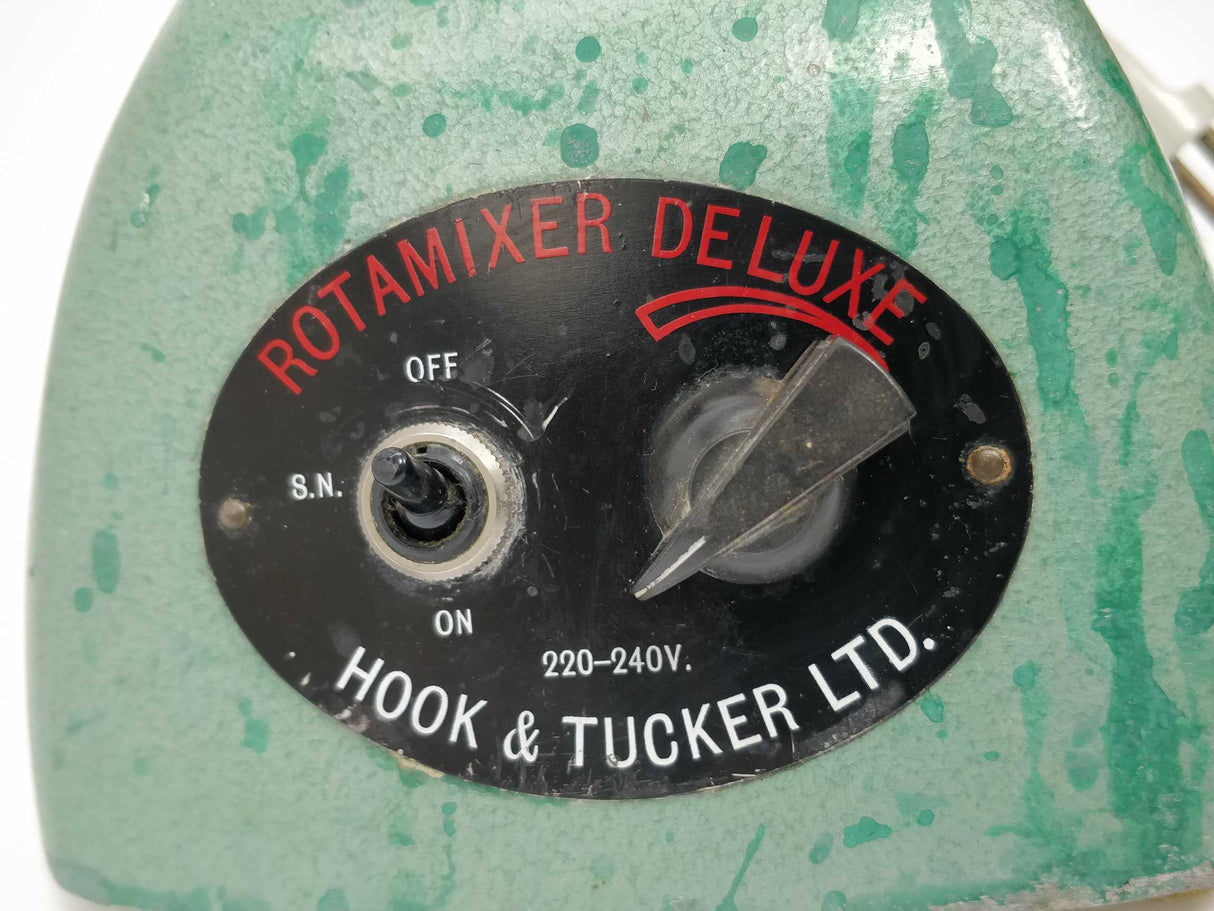 ROTAMIXER DELUXE
OFF
S.N.
ON
220-240V.
HOOK & TUCKER LTD.